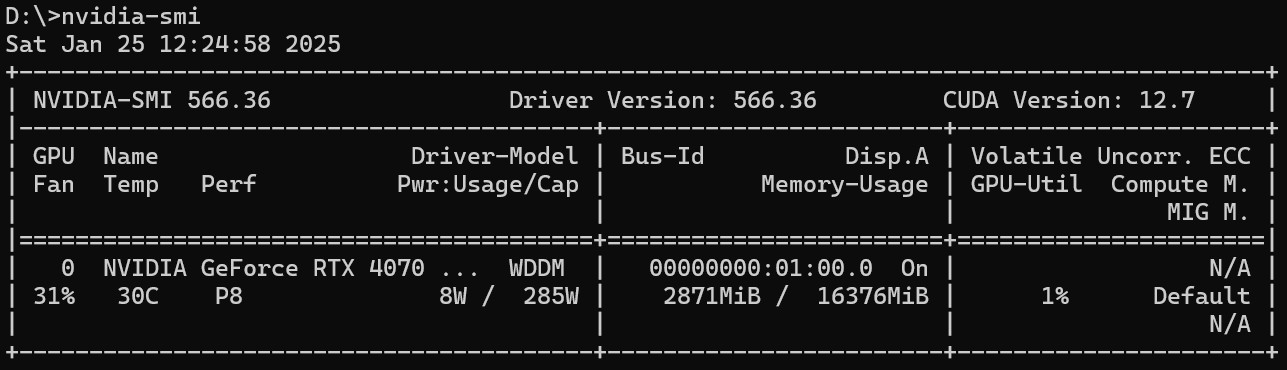 D:\>nvidia-smi
Sat Jan 25 12:24:58 2025
+-----------------------------------------------------------------------------------------+
| NVIDIA-SMI 566.36                 Driver Version: 566.36         CUDA Version: 12.7     |
|-----------------------------------------+------------------------+----------------------+
| GPU  Name                  Driver-Model | Bus-Id          Disp.A | Volatile Uncorr. ECC |
| Fan  Temp   Perf          Pwr:Usage/Cap |           Memory-Usage | GPU-Util  Compute M. |
|                                         |                        |               MIG M. |
|=========================================+========================+======================|
|   0  NVIDIA GeForce RTX 4070 ...  WDDM  |   00000000:01:00.0  On |                  N/A |
| 31%   30C    P8              8W /  285W |    2871MiB /  16376MiB |      1%      Default |
|                                         |                        |                  N/A |
+-----------------------------------------+------------------------+----------------------+